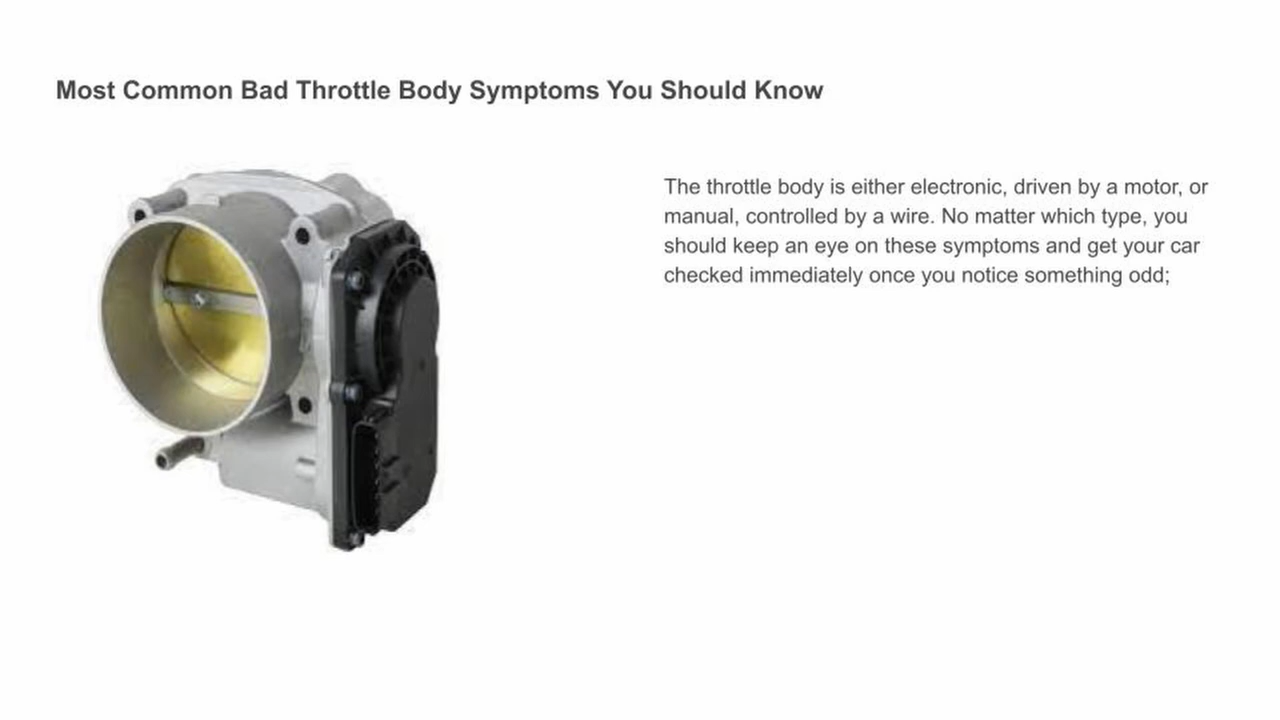 Most Common Bad Throttle Body Symptoms You Should Know
The throttle body is either electronic, driven by a motor, or
manual, controlled by a wire. No matter which type, you
should keep an eye on these symptoms and get your car
checked immediately once you notice something odd;